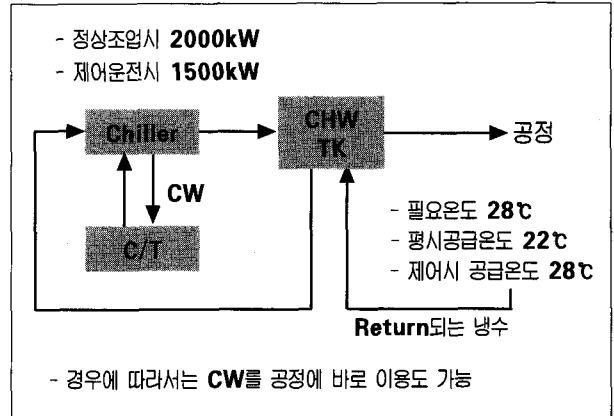 - 정상조업시 2000kW
- 제어운전시 1500kW
Chiller
CHW
TK
공정
CW
C/T
- 필요온도 28℃
- 평시공급온도 22℃
- 제어시 공급온도 28℃
Return되는 냉수
- 경우에 따라서는 CW를 공정에 바로 이용도 가능